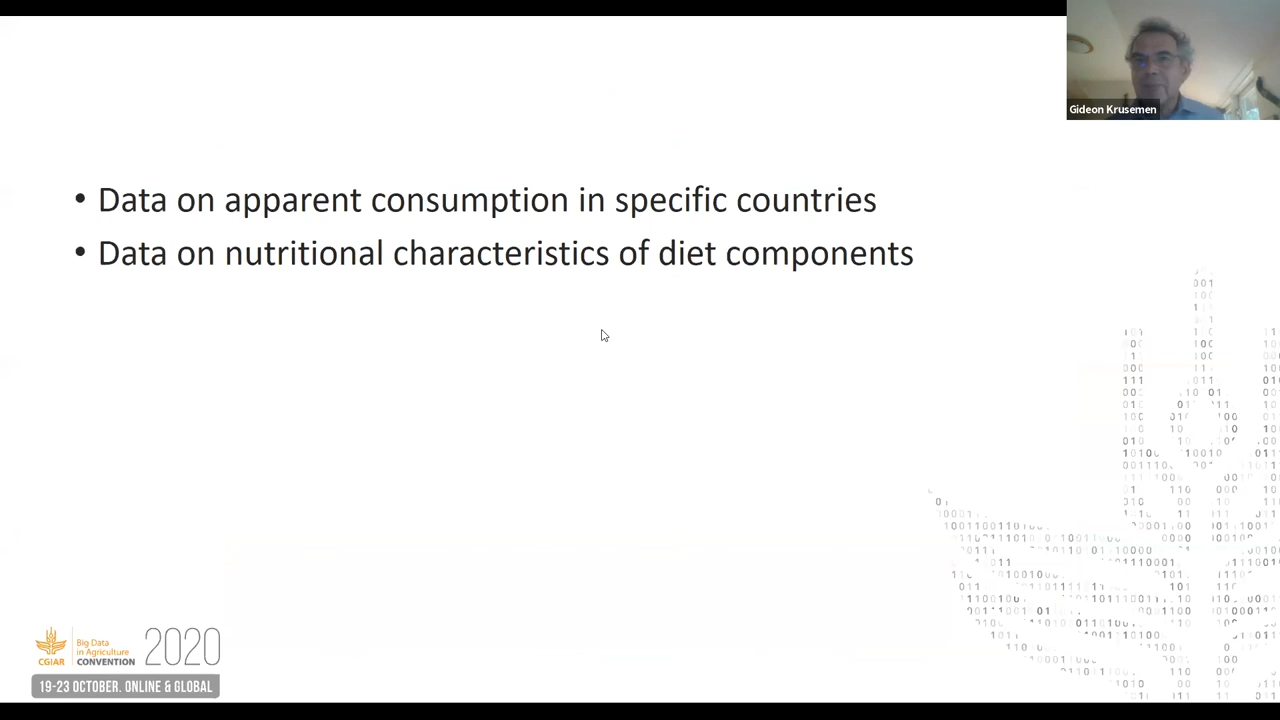 Gideon Krusemen
• Data on apparent consumption in specific countries
• Data on nutritional characteristics of diet components
CGIAR
Big Data
in Agriculture
CONVENTION
2020
19-23 OCTOBER. ONLINE & GLOBAL